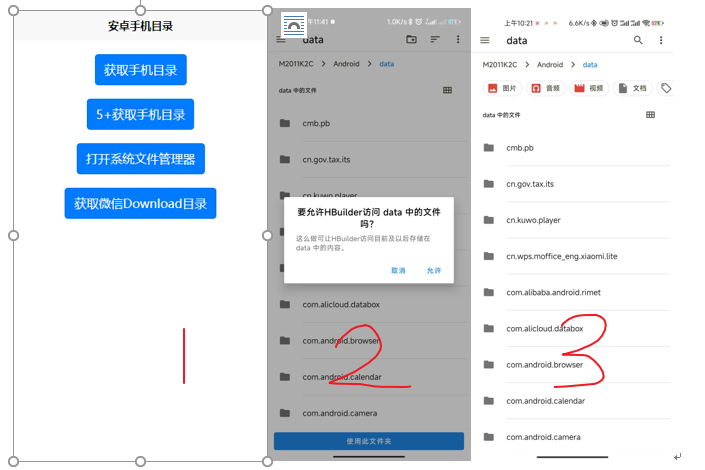 安卓手机目录
获取手机目录
5+获取手机目录
打开系统文件管理器
获取微信Download目录
1
午11:41
1.0K/s
data
M2011K2C > Android > data
data 中的文件
cmb.pb
cn.gov.tax.its
cn.kuwo.player
要允许HBuilder访问 data 中的文件
吗?
这么做可让HBuilder访问目前及以后存储在
data 中的内容。
取消 允许
com.alicloud.databox
com.android.browser
com.android.calendar
com.android.camera
使用此文件夹
2
上午10:21
6.6K/s
data
M2011K2C > Android > data
图片 音频 视频 文档
data 中的文件
cmb.pb
cn.gov.tax.its
cn.kuwo.player
cn.wps.moffice_eng.xiaomi.lite
com.alibaba.android.rimet
com.alicloud.databox
com.android.browser
com.android.calendar
com.android.camera
3